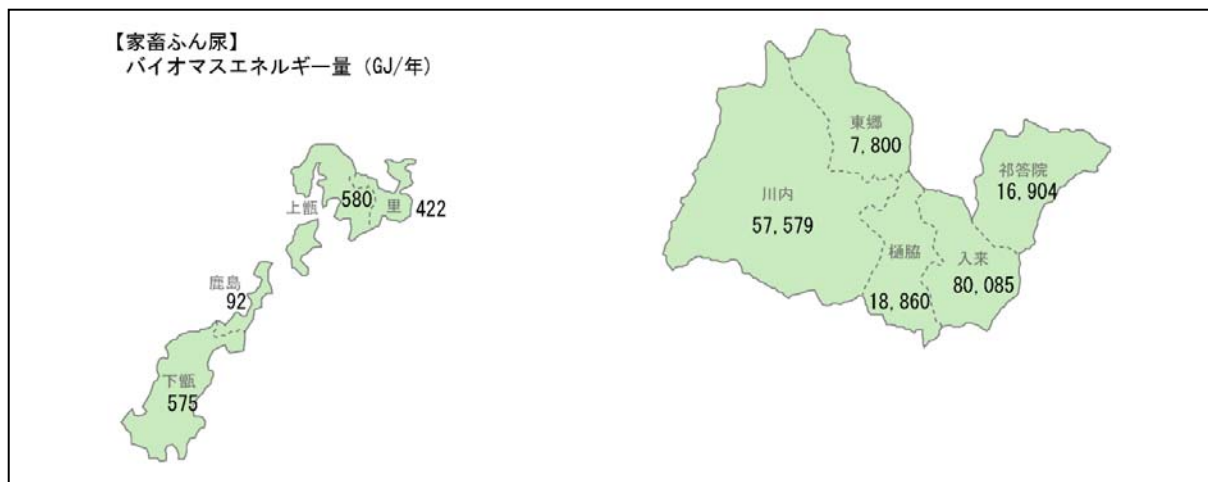 【家畜ふん尿】
バイオマスエネルギー量（GJ/年）
上甑
580
里
422
鹿島
92
下甑
575
東郷
7,800
祁答院
16,904
川内
57,579
樋脇
18,860
入来
80,085